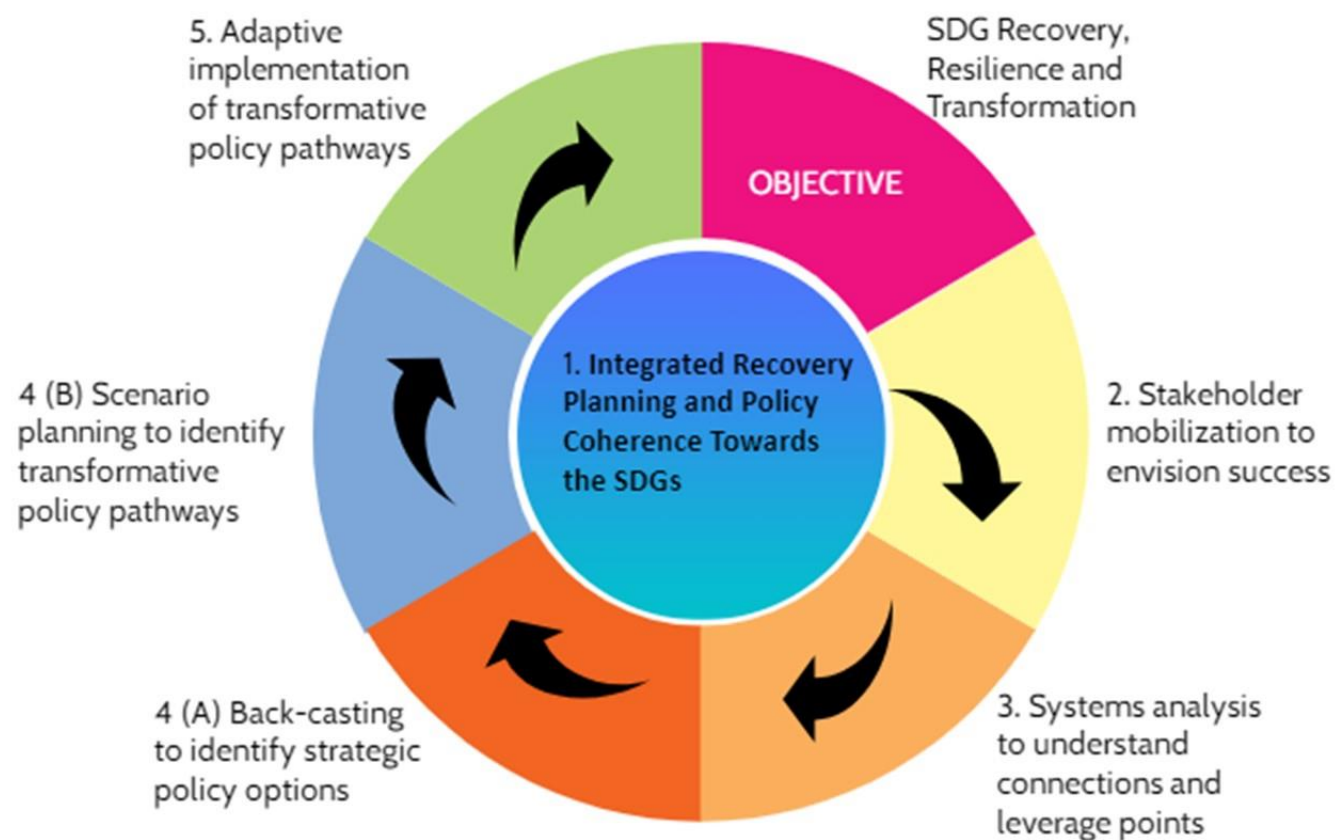 5. Adaptive
implementation
of transformative
policy pathways
SDG Recovery,
Resilience and
Transformation
OBJECTIVE
1. Integrated Recovery
Planning and Policy
Coherence Towards
the SDGs
2. Stakeholder
mobilization to
envision success
4 (B) Scenario
planning to identify
transformative
policy pathways
4 (A) Back-casting
to identify strategic
policy options
3. Systems analysis
to understand
connections and
leverage points